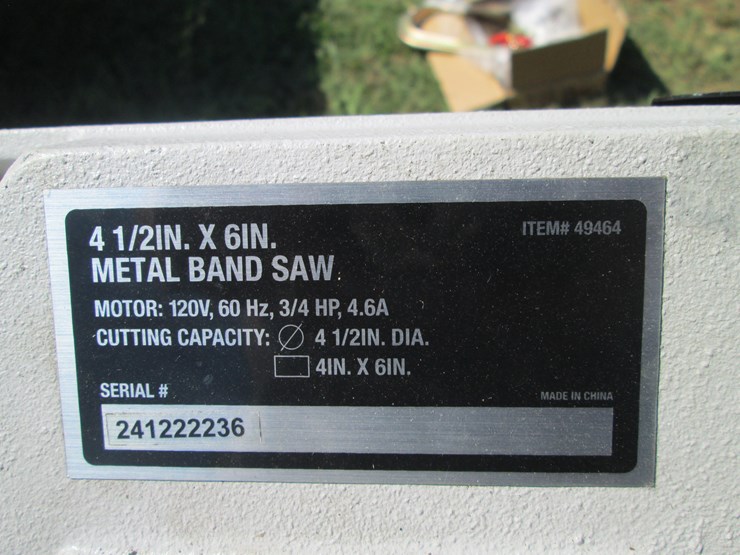 4 1/2IN. X 6IN.
METAL BAND SAW
ITEM# 49464
MOTOR: 120V, 60 Hz, 3/4 HP, 4.6A
CUTTING CAPACITY: ∅ 4 1/2IN. DIA.
4IN. X 6IN.
SERIAL #
MADE IN CHINA
241222236